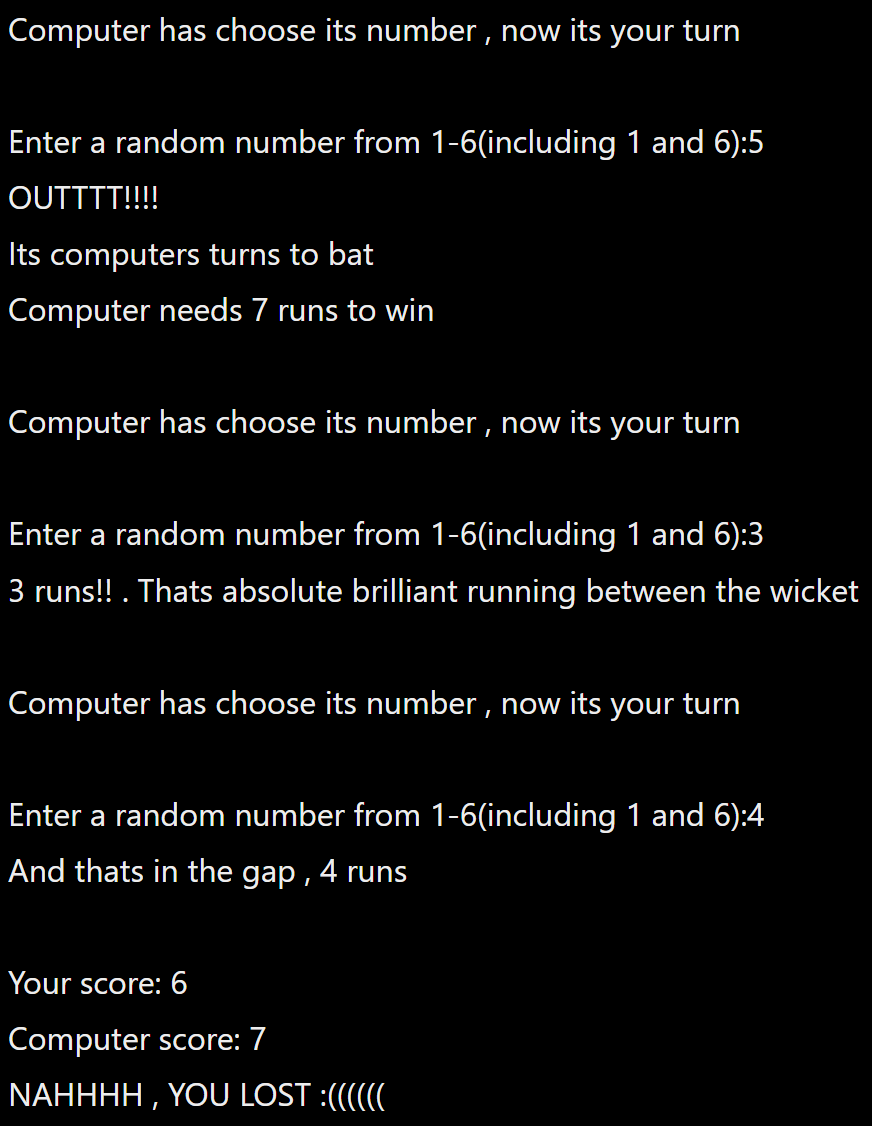 Computer has choose its number , now its your turn
Enter a random number from 1-6(including 1 and 6):5
OUTTTT!!!!
Its computers turns to bat
Computer needs 7 runs to win
Computer has choose its number , now its your turn
Enter a random number from 1-6(including 1 and 6):3
3 runs!! . Thats absolute brilliant running between the wicket
Computer has choose its number , now its your turn
Enter a random number from 1-6(including 1 and 6):4
And thats in the gap , 4 runs
Your score: 6
Computer score: 7
NAHHHH , YOU LOST :((((((